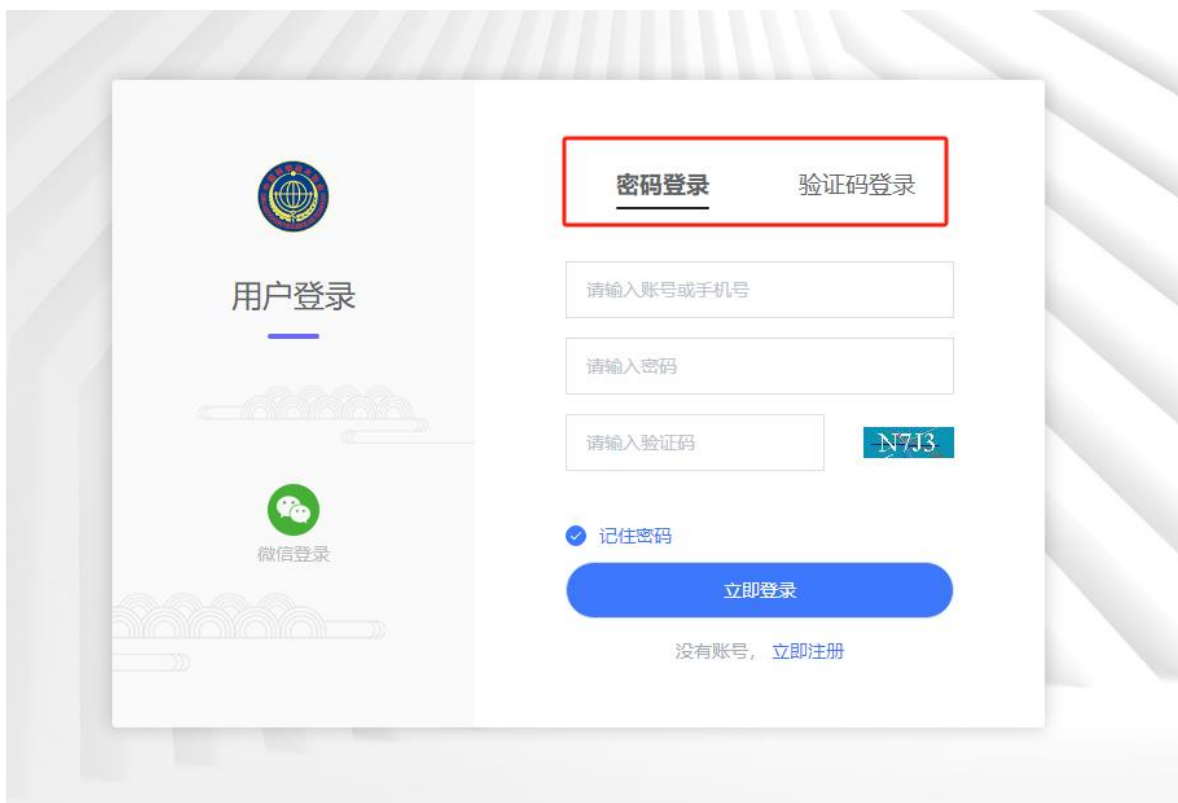 用户登录
微信登录
密码登录 验证码登录
请输入账号或手机号
请输入密码
请输入验证码 N7J3
记住密码
立即登录
没有账号，立即注册